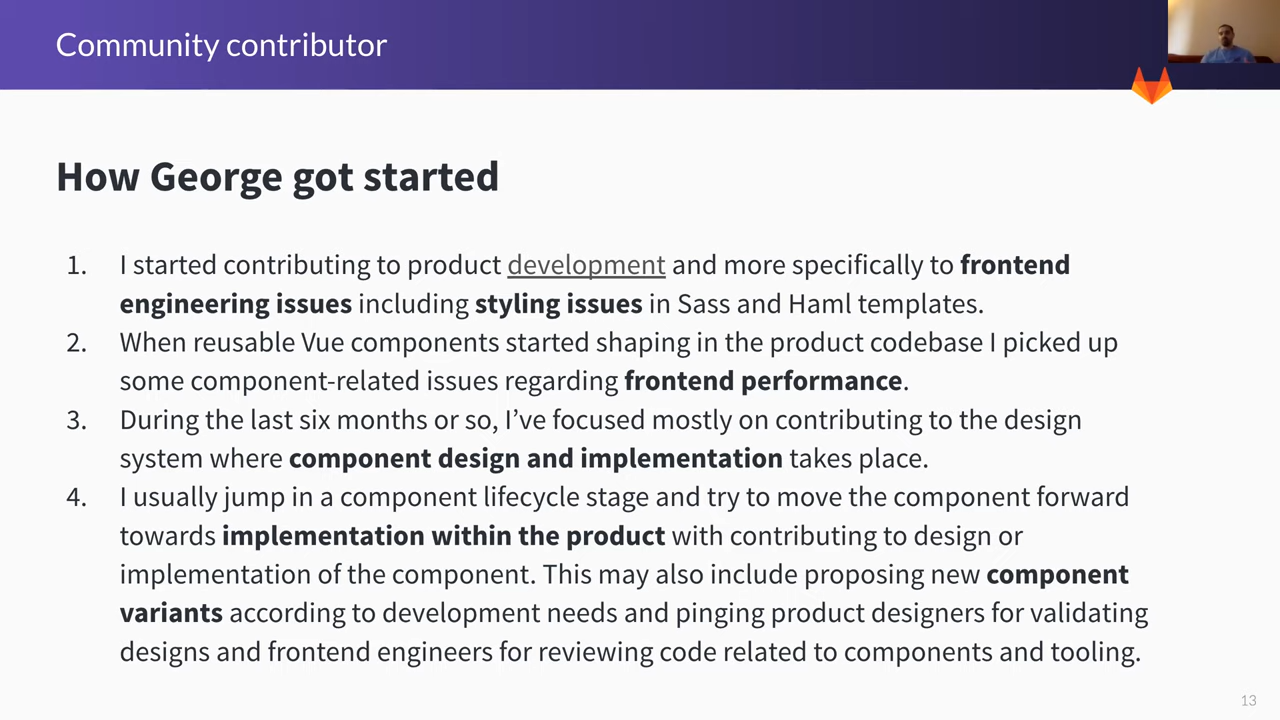 Community contributor
How George got started
1. I started contributing to product development and more specifically to frontend
engineering issues including styling issues in Sass and Haml templates.
2. When reusable Vue components started shaping in the product codebase I picked up
some component-related issues regarding frontend performance.
3. During the last six months or so, I’ve focused mostly on contributing to the design
system where component design and implementation takes place.
4. I usually jump in a component lifecycle stage and try to move the component forward
towards implementation within the product with contributing to design or
implementation of the component. This may also include proposing new component
variants according to development needs and pinging product designers for validating
designs and frontend engineers for reviewing code related to components and tooling.
13